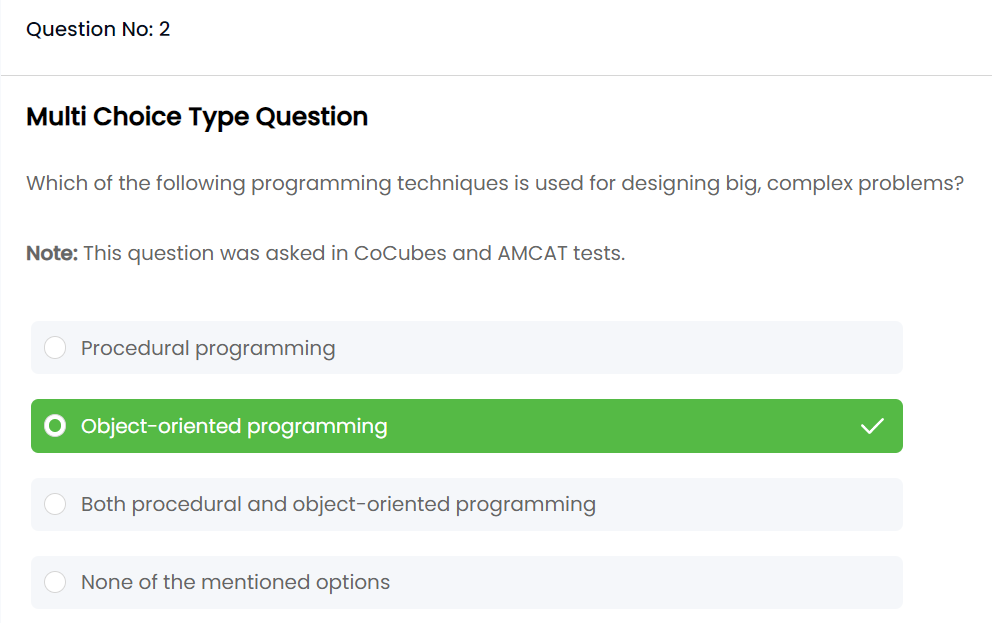 Question No: 2
Multi Choice Type Question
Which of the following programming techniques is used for designing big, complex problems?
Note: This question was asked in CoCubes and AMCAT tests.
Procedural programming
Object-oriented programming
Both procedural and object-oriented programming
None of the mentioned options